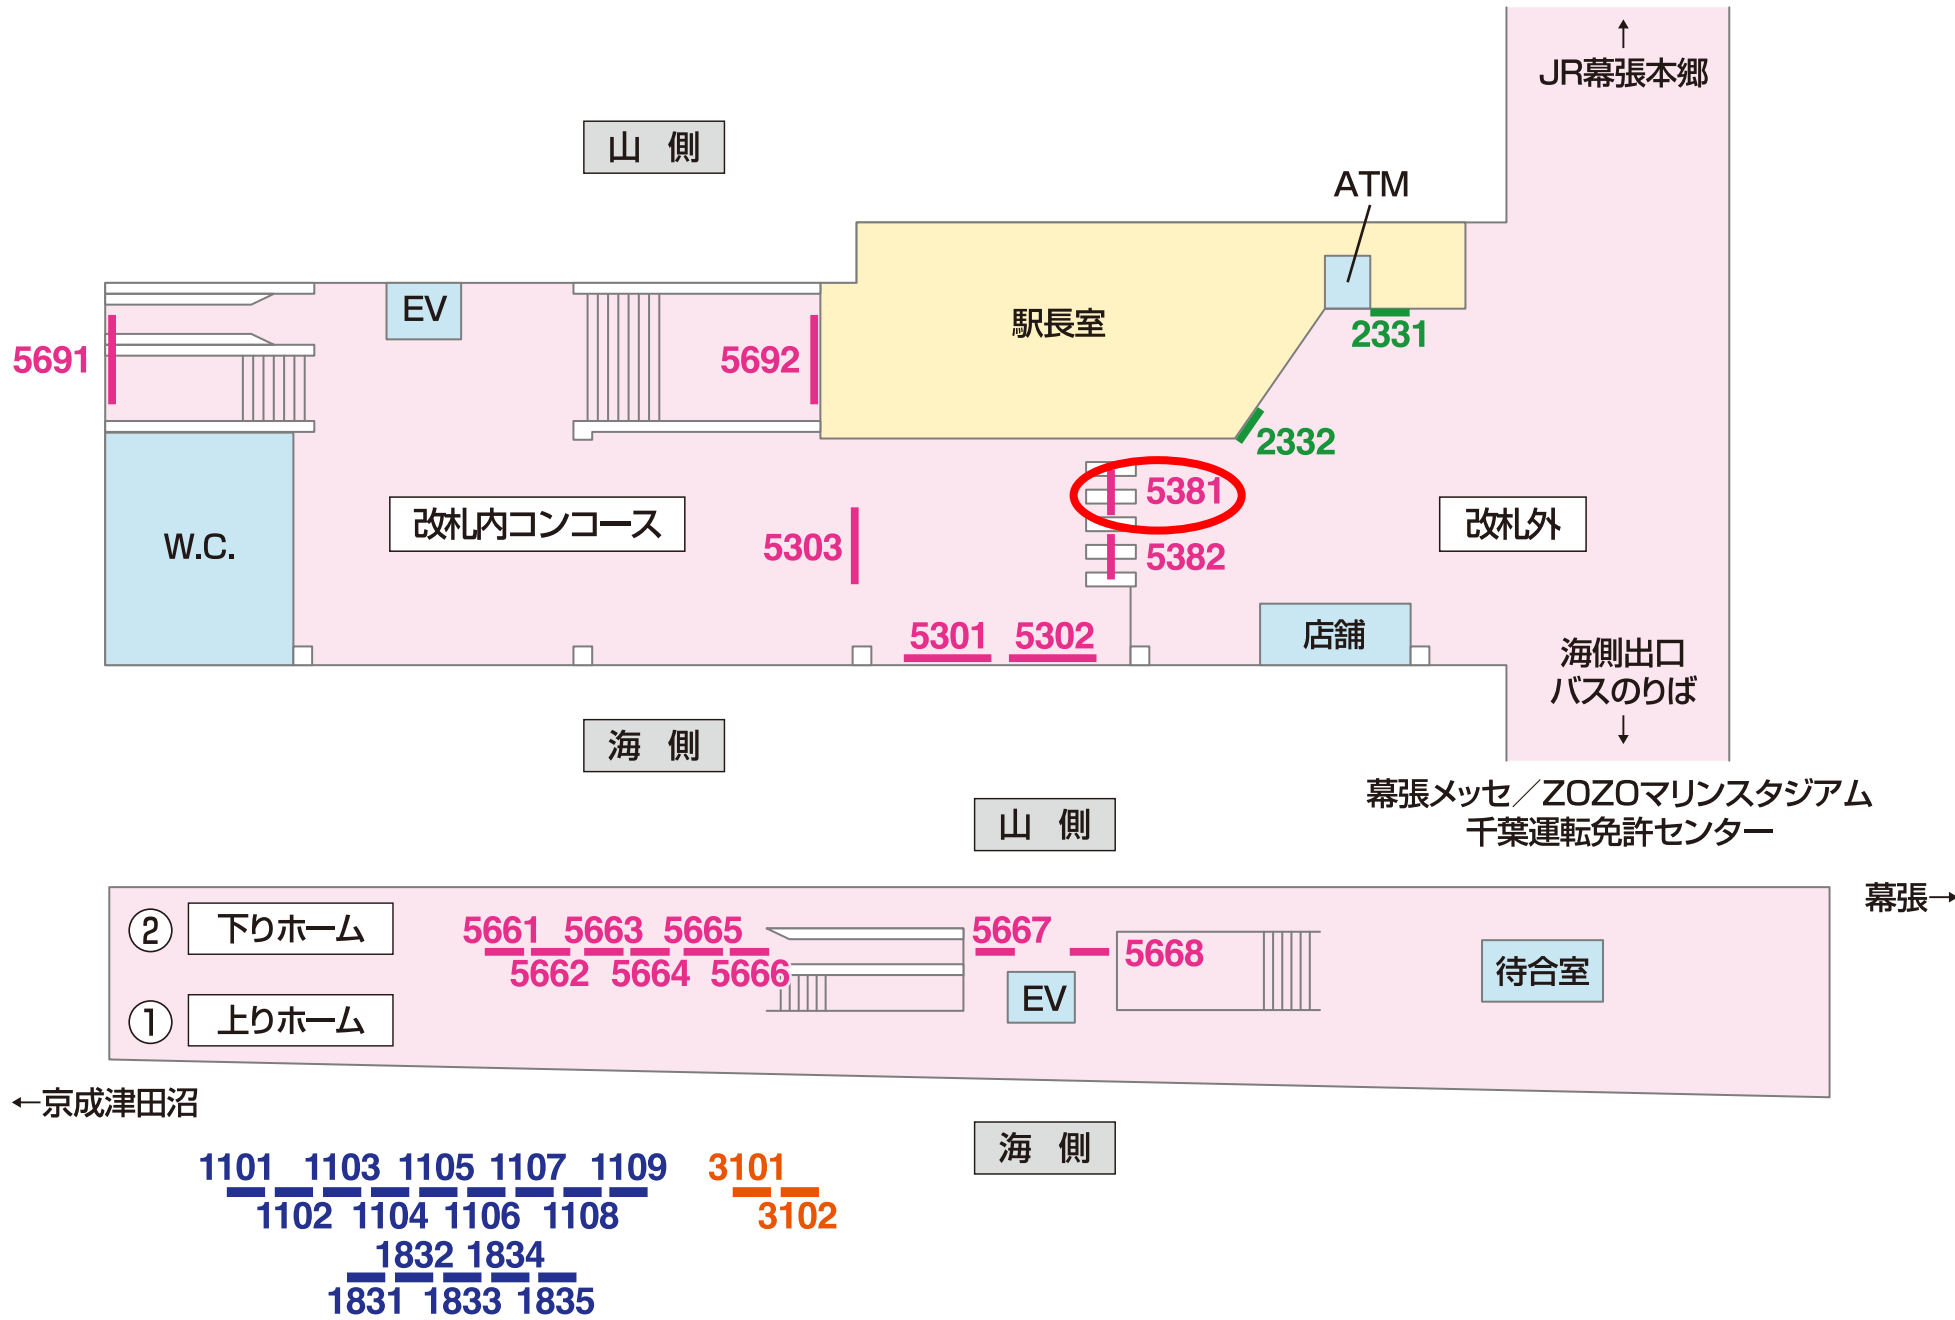 ↑
JR幕張本郷
山 側
ATM
EV
駅長室
5691
5692
2331
2332
5381
W.C.
改札内コンコース
5303
5382
改札外
5301
5302
店舗
海側出口
バスのりば
↓
海 側
幕張メッセ／ZOZOマリンスタジアム
千葉運転免許センター
山 側
幕張→
② 下りホーム
5661 5663 5665
5662 5664 5666
5667
5668
EV
待合室
① 上りホーム
←京成津田沼
海 側
1101 1103 1105 1107 1109
1102 1104 1106 1108
3101
3102
1832 1834
1831 1833 1835